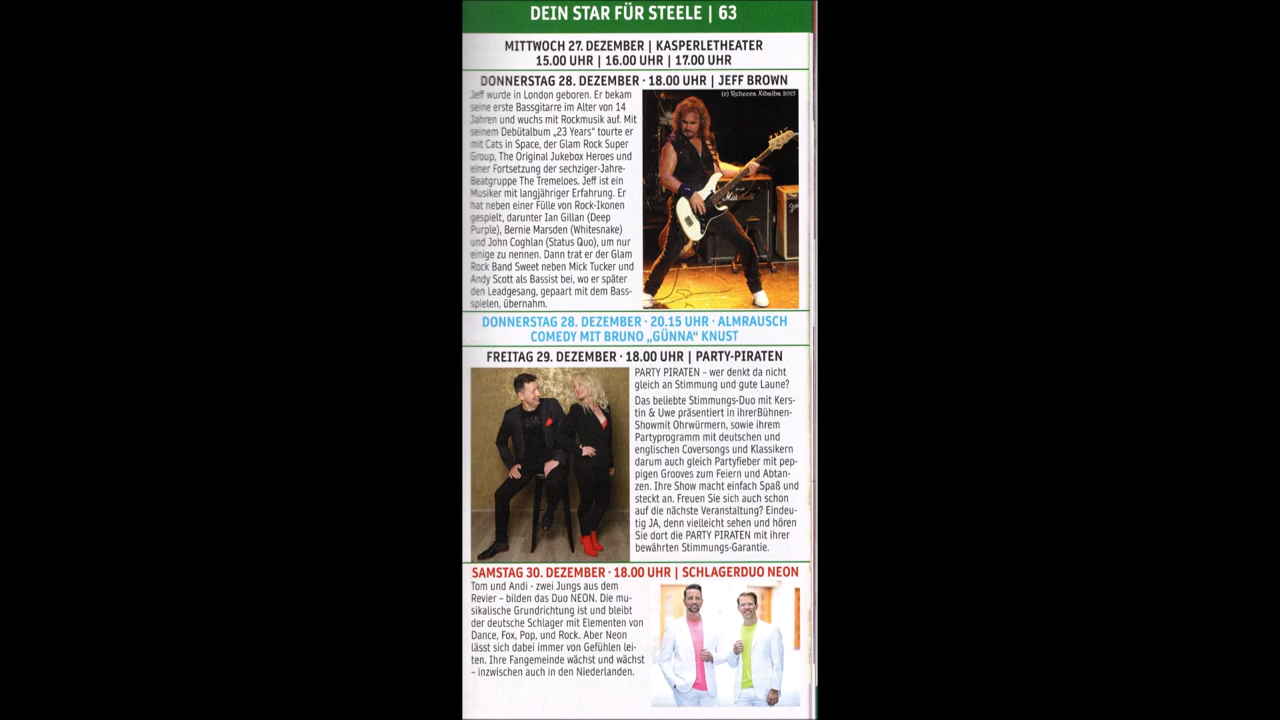 DEIN STAR FÜR STEELE | 63
MITTWOCH 27. DEZEMBER | KASPERLETHEATER
15.00 UHR | 16.00 UHR | 17.00 UHR
DONNERSTAG 28. DEZEMBER · 18.00 UHR | JEFF BROWN
Jeff wurde in London geboren. Er bekam
seine erste Bassgitarre im Alter von 14
Jahren und wuchs mit Rockmusik auf. Mit
seinem Debütalbum „23 Years“ tourte er
mit Cats in Space, der Glam Rock Super
Group, The Original Jukebox Heroes und
einer Fortsetzung der sechziger-Jahre-
Beatgruppe The Tremeloes. Jeff ist ein
Musiker mit langjähriger Erfahrung. Er
hat neben einer Fülle von Rock-Ikonen
gespielt, darunter Ian Gillan (Deep
Purple), Bernie Marsden (Whitesnake)
und John Coghlan (Status Quo), um nur
einige zu nennen. Dann trat er der Glam
Rock Band Sweet neben Mick Tucker und
Andy Scott als Bassist bei, wo er später
den Leadgesang, gepaart mit dem Bass-
spielen, übernahm.
(c) Rebecca Xibalba 2013
Marshall
DONNERSTAG 28. DEZEMBER · 20.15 UHR · ALMRAUSCH
COMEDY MIT BRUNO „GÜNNA“ KNUST
FREITAG 29. DEZEMBER · 18.00 UHR | PARTY-PIRATEN
PARTY PIRATEN – wer denkt da nicht
gleich an Stimmung und gute Laune?
Das beliebte Stimmungs-Duo mit Kers-
tin & Uwe präsentiert in ihrerBühnen-
Showmit Ohrwürmern, sowie ihrem
Partyprogramm mit deutschen und
englischen Coversongs und Klassikern
darum auch gleich Partyfieber mit pep-
pigen Grooves zum Feiern und Abtan-
zen. Ihre Show macht einfach Spaß und
steckt an. Freuen Sie sich auch schon
auf die nächste Veranstaltung? Eindeu-
tig JA, denn vielleicht sehen und hören
Sie dort die PARTY PIRATEN mit ihrer
bewährten Stimmungs-Garantie.
SAMSTAG 30. DEZEMBER · 18.00 UHR | SCHLAGERDUO NEON
Tom und Andi - zwei Jungs aus dem
Revier – bilden das Duo NEON. Die mu-
sikalische Grundrichtung ist und bleibt
der deutsche Schlager mit Elementen von
Dance, Fox, Pop, und Rock. Aber Neon
lässt sich dabei immer von Gefühlen lei-
ten. Ihre Fangemeinde wächst und wächst
– inzwischen auch in den Niederlanden.